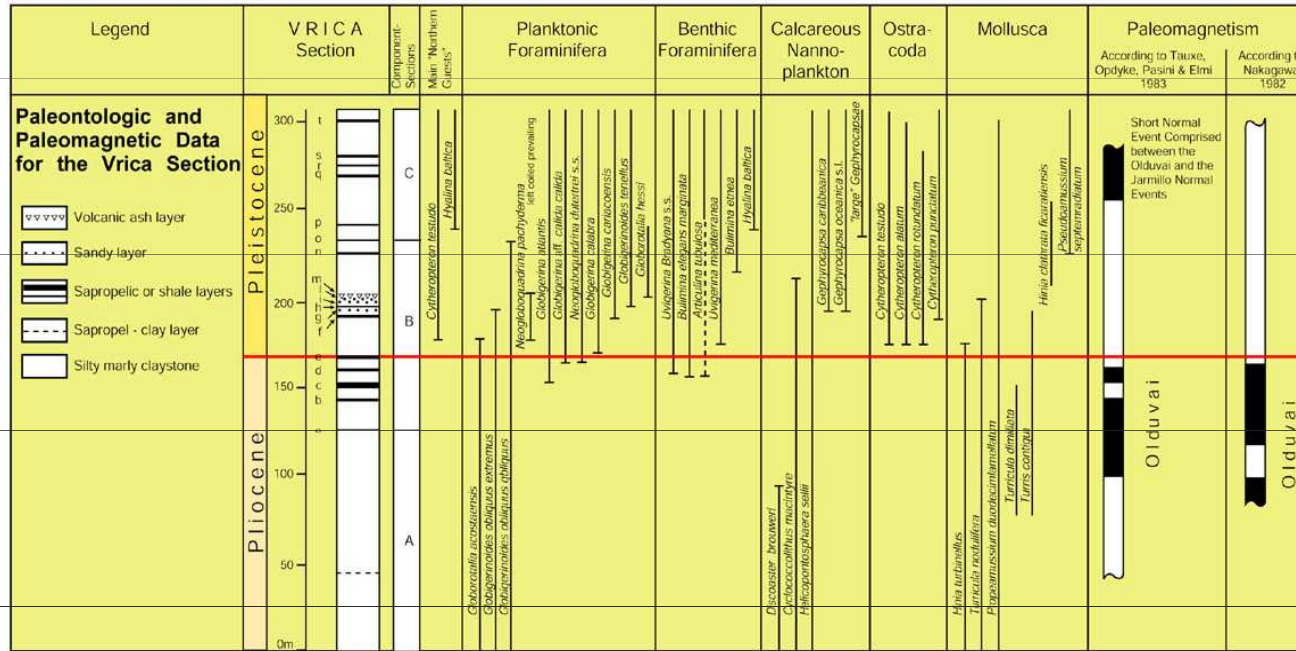 Legend
VRICA
Section
Component-
Sections
Main "Northern
Guests"
Planktonic
Foraminifera
Benthic
Foraminifera
Calcareous
Nanno-
plankton
Ostra-
coda
Mollusca
Paleomagnetism
According to Tauxe,
Opdyke, Pasini & Elmi
1983
According t
Nakagawa
1982
Paleontologic and
Paleomagnetic Data
for the Vrica Section
Volcanic ash layer
Sandy layer
Sapropelic or shale layers
Sapropel - clay layer
Silty marly claystone
Pleistocene
Pliocene
300
250
200
150
100
50
0m
t
s
r
q
p
o
n
m
l
h
g
f
e
d
c
b
C
B
A
Cytheropteron testudo
Hyalina baltica
Globorotalia acostaensis
Globigerinoides obliquus extremus
Globigerinoides obliquus obliquus
Neogloboquadrina pachyderma
left coiled prevailing
Globigerina atlantis
Globigerina aff. calida calida
Neogloboquadrina dutertrei s.s.
Globigerina calabra
Globigerina cariacoensis
Globigerinoides tenellus
Globorotalia hessi
Uvigerina Bradyana s.s.
Bulimina elegans marginata
Articulina tubulosa
Uvigerina mediterranea
Bulimina etnea
Hyalina baltica
Discoaster brouweri
Cyclococcolithus macintyre
Helicopontosphaera sellii
Gephyrocapsa caribbeanica
Gephyrocapsa oceanica s.l.
"large" Gephyrocapsae
Cytheropteron testudo
Cytheropteron alatum
Cytheropteron rotundatum
Cytheropteron punctatum
Hnia turbinellus
Turricula nodulifera
Propeamussium duodecimlamellatum
Turricula dimiliata
Turris contigui
Hinia clathrata ficaratiensis
Pseudoamussium
septemradiatum
Short Normal
Event Comprised
between the
Olduvai and the
Jarmillo Normal
Events
Olduvai
Olduvai